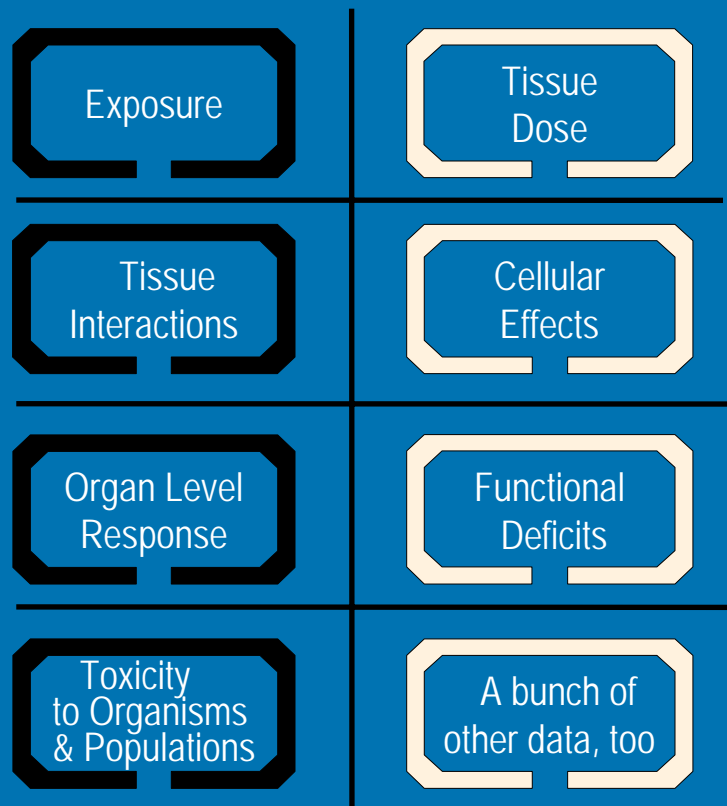 Exposure
Tissue
Dose
Tissue
Interactions
Cellular
Effects
Organ Level
Response
Functional
Deficits
Toxicity
to Organisms
& Populations
A bunch of
other data, too